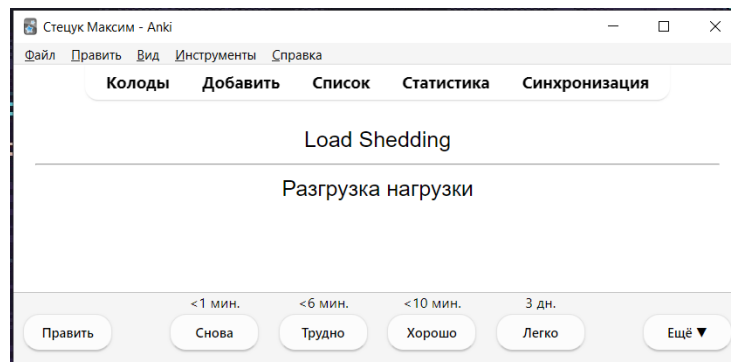 Стецук Максим - Anki
Файл Править Вид Инструменты Справка
Колоды Добавить Список Статистика Синхронизация
Load Shedding
Разгрузка нагрузки
<1 мин. <6 мин. <10 мин. 3 дн.
Править Снова Трудно Хорошо Легко Ещё ▼